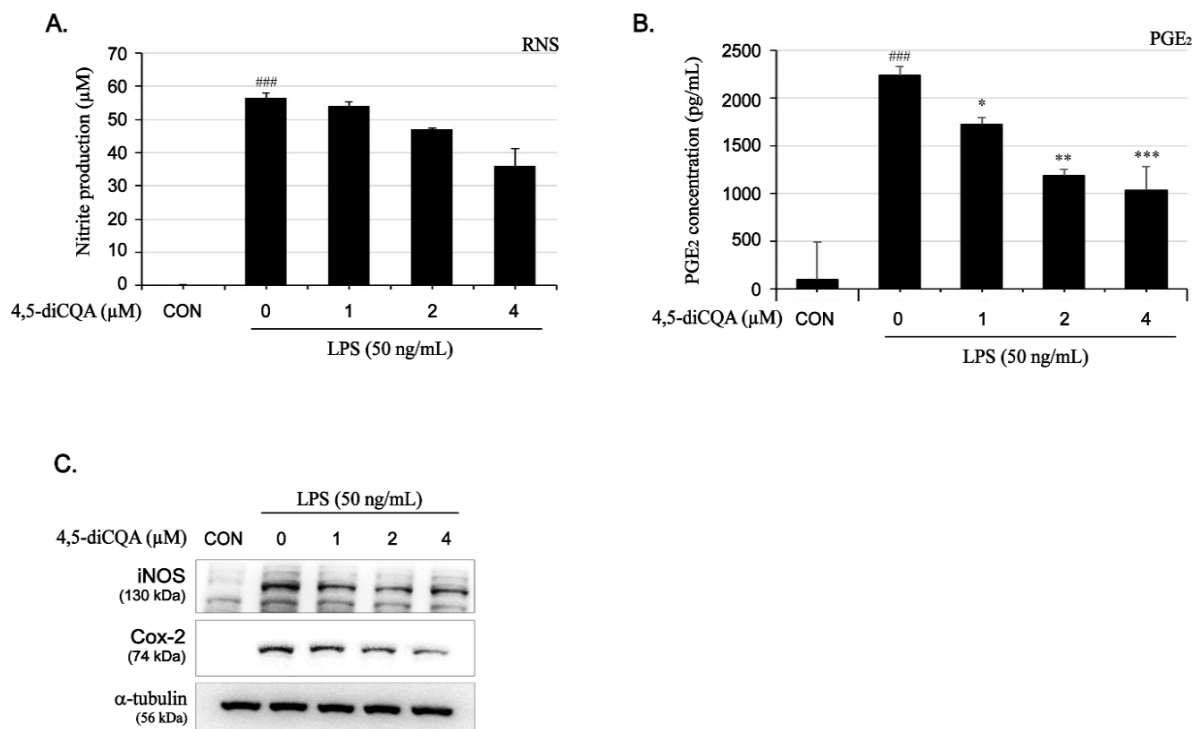 A.
RNS
Nitrite production (µM)
70
60
50
40
30
20
10
0
###
4,5-diCQA (µM) CON 0 1 2 4
LPS (50 ng/mL)
B.
PGE₂
PGE₂ concentration (pg/mL)
2500
2000
1500
1000
500
0
###
*
**
***
4,5-diCQA (µM) CON 0 1 2 4
LPS (50 ng/mL)
C.
LPS (50 ng/mL)
4,5-diCQA (µM) CON 0 1 2 4
iNOS
(130 kDa)
Cox-2
(74 kDa)
α-tubulin
(56 kDa)